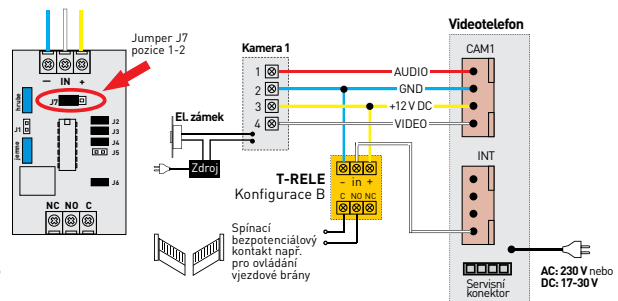 Jumper J7
pozice 1-2
– IN +
hrube
J7
J1
jemne
J2
J3
J4
J5
J6
NC NO C
Kamera 1
1
2
3
4
EL zámek
Zdroj
AUDIO
GND
+12 V DC
VIDEO
T-RELE
Konfigurace B
– in +
C NO NC
Spínací
bezpotenciálový
kontakt např.
pro ovládání
vjezdové brány
Videotelefon
CAM1
INT
Servisní
konektor
AC: 230 V nebo
DC: 17-30 V